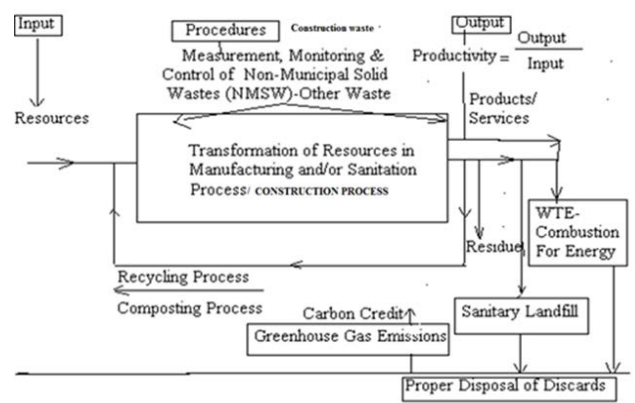 Input
Procedures
Construction waste
Output
Measurement, Monitoring &
Control of Non-Municipal Solid
Wastes (NMSW)-Other Waste
Productivity = Output
Input
Resources
Products/
Services
Transformation of Resources in
Manufacturing and/or Sanitation
Process/ CONSTRUCTION PROCESS
WTE-
Combustion
For Energy
Residue
Recycling Process
Composting Process
Carbon Credit
Sanitary Landfill
Greenhouse Gas Emissions
Proper Disposal of Discards